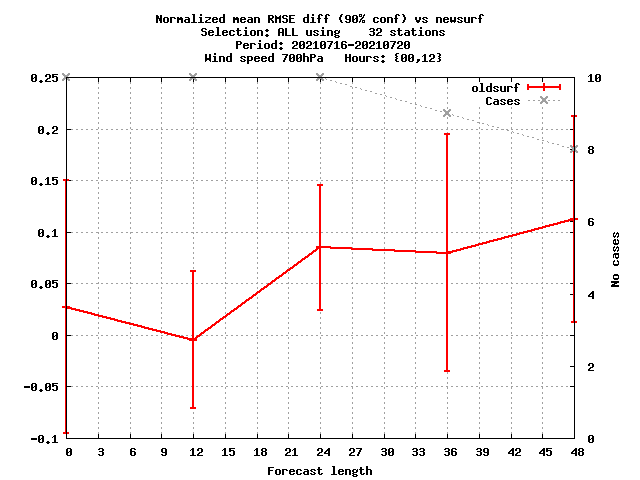 Normalized mean RMSE diff (90% conf) vs newsurf
Selection: ALL using    32 stations
Period: 20210716-20210720
Wind speed 700hPa   Hours: {00,12}
oldsurf
Cases
0.25
0.2
0.15
0.1
0.05
0
-0.05
-0.1
10
8
6
4
2
0
No cases
0 3 6 9 12 15 18 21 24 27 30 33 36 39 42 45 48
Forecast length